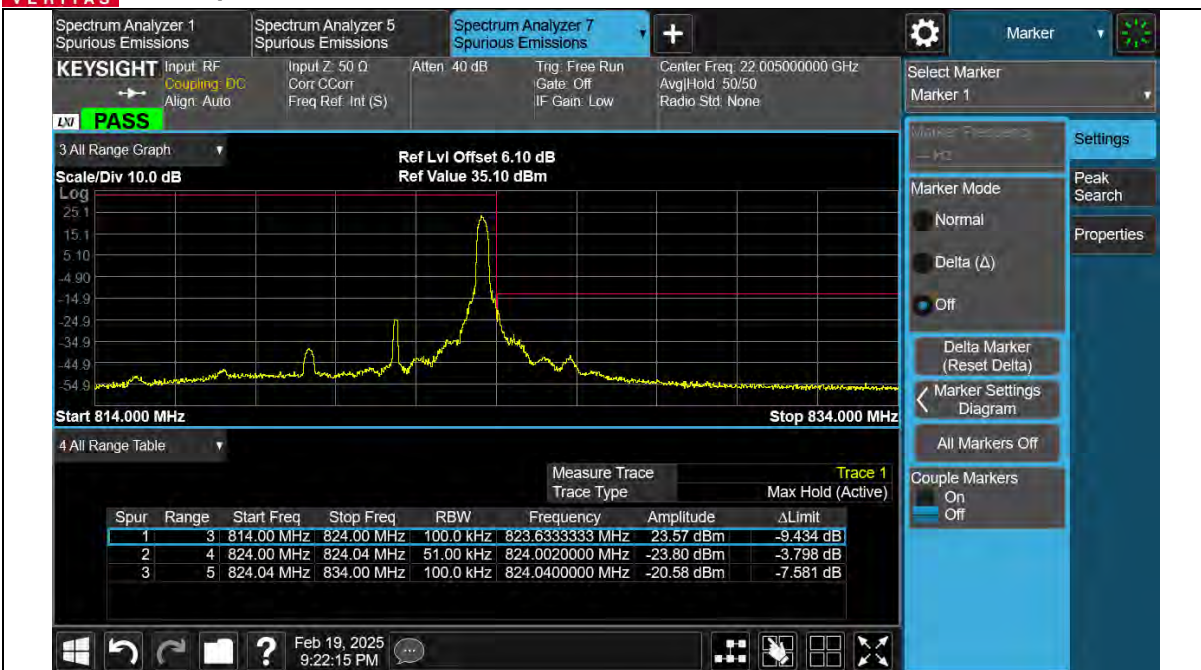 VERITAS
Spectrum Analyzer 1
Spurious Emissions
Spectrum Analyzer 5
Spurious Emissions
Spectrum Analyzer 7
Spurious Emissions
Marker
KEYSIGHT
Input: RF
Coupling: DC
Align: Auto
Input Z: 50 Ω
Corr CCorr
Freq Ref: Int (S)
Atten: 40 dB
Trig: Free Run
Gate: Off
IF Gain: Low
Center Freq: 22.005000000 GHz
Avg|Hold: 50/50
Radio Std: None
LXI
PASS
3 All Range Graph
Ref Lvl Offset 6.10 dB
Scale/Div 10.0 dB
Ref Value 35.10 dBm
Log
25.1
15.1
5.10
-4.90
-14.9
-24.9
-34.9
-44.9
-54.9
Start 814.000 MHz
Stop 834.000 MHz
4 All Range Table
Measure Trace Trace 1
Trace Type Max Hold (Active)
Spur Range Start Freq Stop Freq RBW Frequency Amplitude ΔLimit
1 3 814.00 MHz 824.00 MHz 100.0 kHz 823.6333333 MHz 23.57 dBm -9.434 dB
2 4 824.00 MHz 824.04 MHz 51.00 kHz 824.0020000 MHz -23.80 dBm -3.798 dB
3 5 824.04 MHz 834.00 MHz 100.0 kHz 824.0400000 MHz -20.58 dBm -7.581 dB
Select Marker
Marker 1
Marker Frequency
--- Hz
Marker Mode
Normal
Delta (Δ)
Off
Delta Marker
(Reset Delta)
Marker Settings
Diagram
All Markers Off
Couple Markers
On
Off
Settings
Peak
Search
Properties
Feb 19, 2025
9:22:15 PM